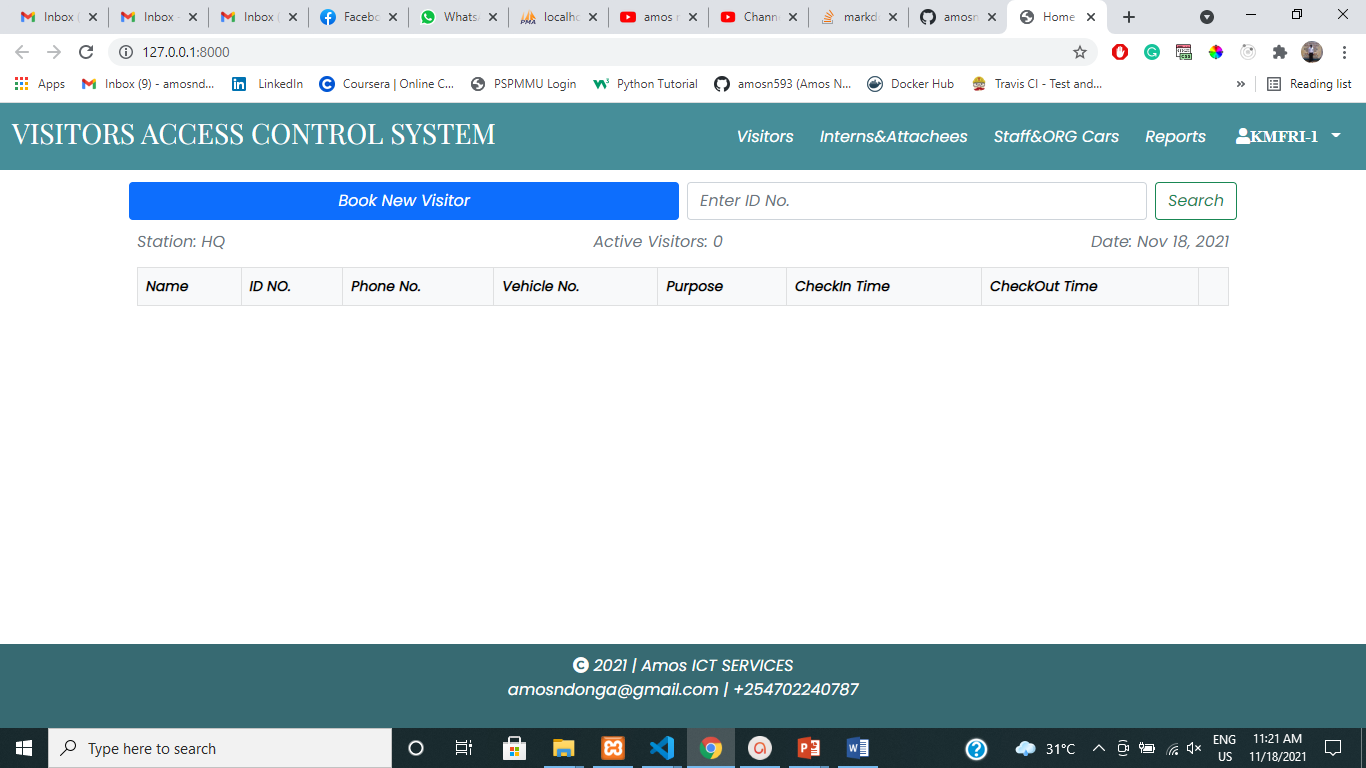 Inbox (
Inbox -
Inbox (
Facebo
Whats
localho
amos r
Chann
markd
amosn
Home
127.0.0.1:8000
Apps
Inbox (9) - amosnd...
LinkedIn
Coursera | Online C...
PSPMMU Login
Python Tutorial
amosn593 (Amos N...
Docker Hub
Travis CI - Test and...
»
Reading list
VISITORS ACCESS CONTROL SYSTEM
Visitors
Interns&Attachees
Staff&ORG Cars
Reports
KMFRI-1
Book New Visitor
Enter ID No.
Search
Station: HQ
Active Visitors: 0
Date: Nov 18, 2021
Name ID NO. Phone No. Vehicle No. Purpose CheckIn Time CheckOut Time
© 2021 | Amos ICT SERVICES
amosndonga@gmail.com | +254702240787
Type here to search
31°C
ENG
US
11:21 AM
11/18/2021